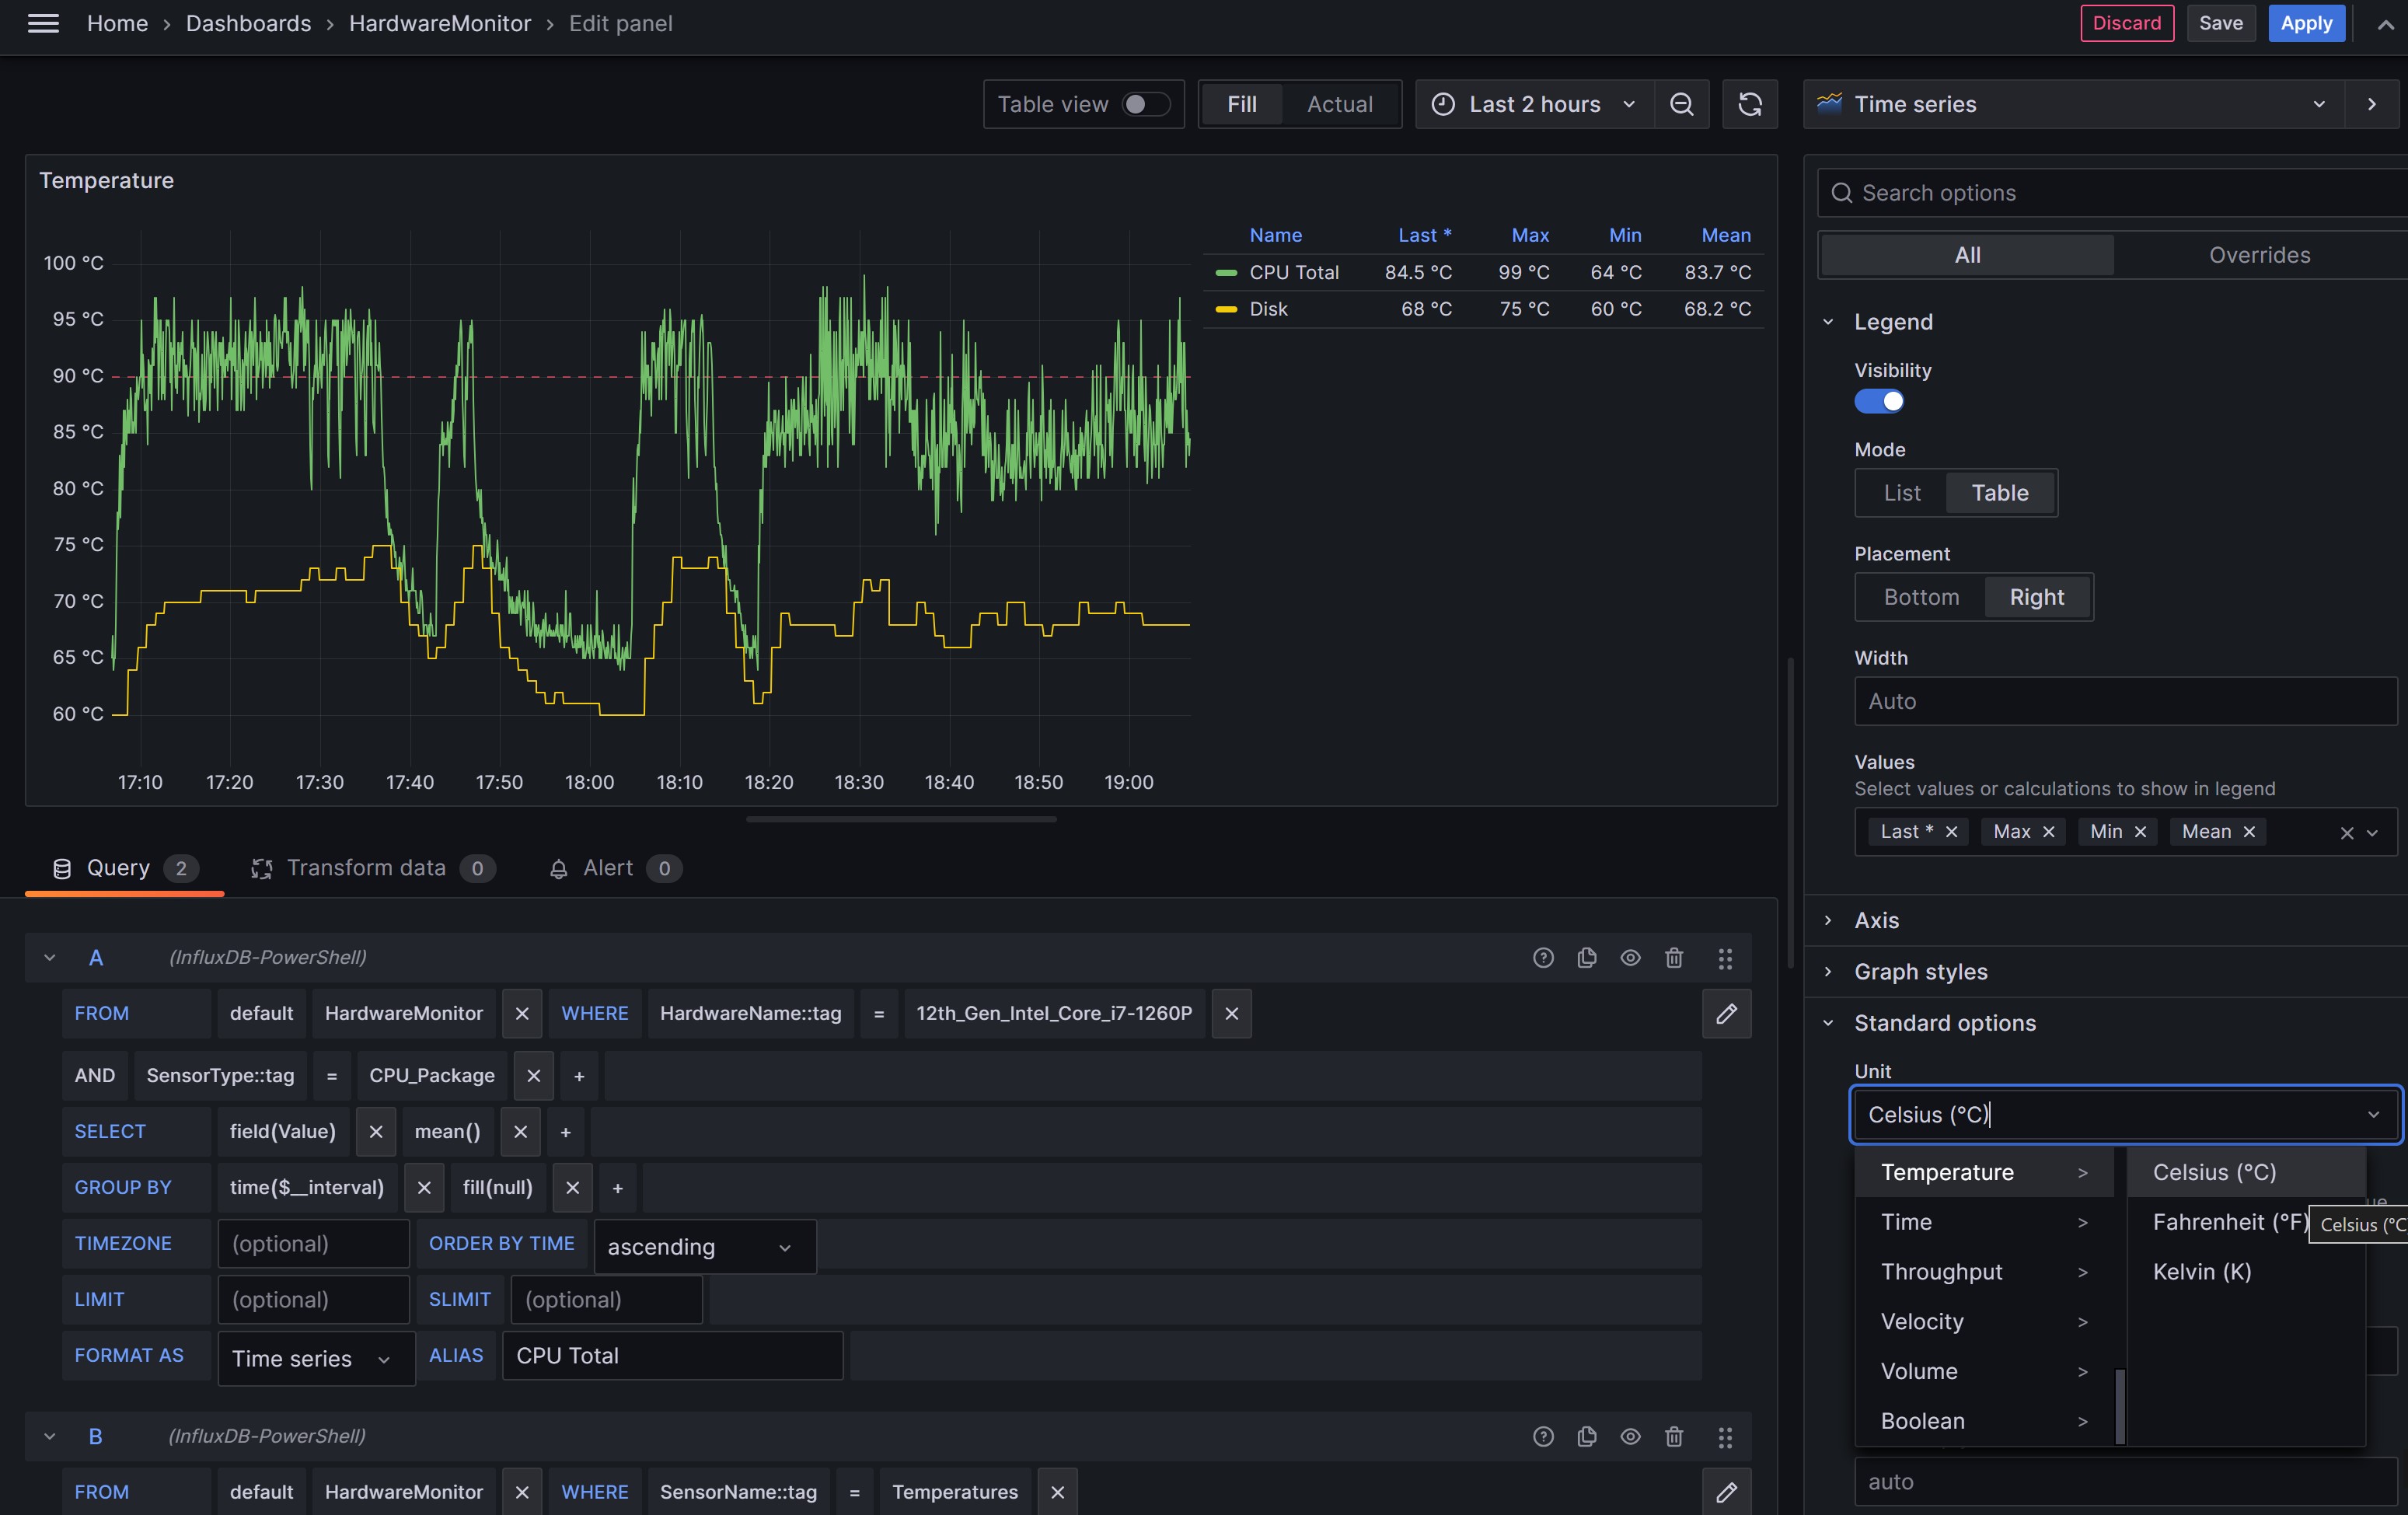 Home › Dashboards › HardwareMonitor › Edit panel
Discard Save Apply
Table view Fill Actual Last 2 hours
Time series
Temperature
100 °C
95 °C
90 °C
85 °C
80 °C
75 °C
70 °C
65 °C
60 °C
17:10 17:20 17:30 17:40 17:50 18:00 18:10 18:20 18:30 18:40 18:50 19:00
Name Last * Max Min Mean
CPU Total 84.5 °C 99 °C 64 °C 83.7 °C
Disk 68 °C 75 °C 60 °C 68.2 °C
Query 2 Transform data 0 Alert 0
A (InfluxDB-PowerShell)
FROM default HardwareMonitor × WHERE HardwareName::tag = 12th_Gen_Intel_Core_i7-1260P ×
AND SensorType::tag = CPU_Package × +
SELECT field(Value) × mean() × +
GROUP BY time($__interval) × fill(null) × +
TIMEZONE (optional) ORDER BY TIME ascending
LIMIT (optional) SLIMIT (optional)
FORMAT AS Time series ALIAS CPU Total
B (InfluxDB-PowerShell)
FROM default HardwareMonitor × WHERE SensorName::tag = Temperatures ×
Search options
All Overrides
Legend
Visibility
Mode
List Table
Placement
Bottom Right
Width
Auto
Values
Select values or calculations to show in legend
Last * × Max × Min × Mean ×
Axis
Graph styles
Standard options
Unit
Celsius (°C)
Temperature > Celsius (°C)
Time > Fahrenheit (°F) Celsius (°C
Throughput > Kelvin (K)
Velocity >
Volume >
Boolean >
auto